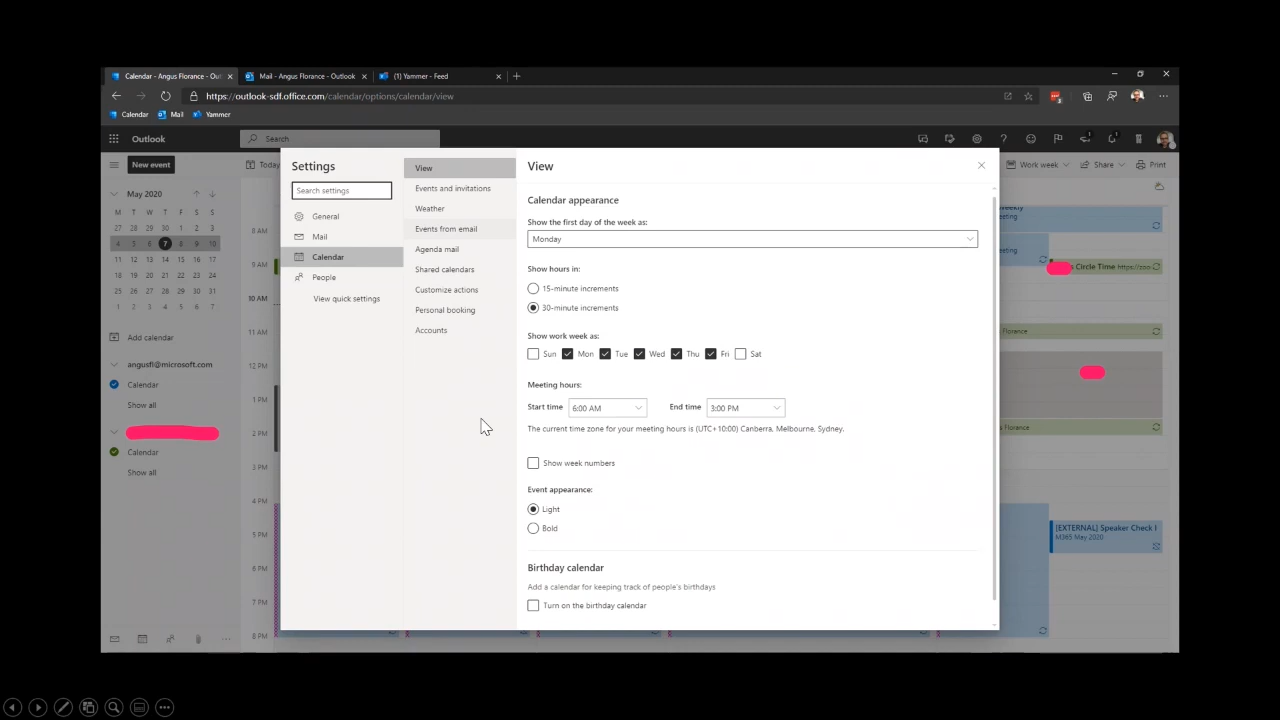 Calendar - Angus Florance - Out
Mail - Angus Florance - Outlook
(1) Yammer - Feed
https://outlook-sdf.office.com/calendar/options/calendar/view
Calendar
Mail
Yammer
Outlook
Search
New event
Today
Work week
Share
Print
May 2020
M T W T F S S
27 28 29 30 1 2 3
4 5 6 7 8 9 10
11 12 13 14 15 16 17
18 19 20 21 22 23 24
25 26 27 28 29 30 31
1 2 3 4 5 6 7
Add calendar
angusfl@microsoft.com
Calendar
Show all
Calendar
Show all
8 AM
9 AM
10 AM
11 AM
12 PM
1 PM
2 PM
3 PM
4 PM
5 PM
6 PM
7 PM
8 PM
Settings
Search settings
General
Mail
Calendar
People
View quick settings
View
Events and invitations
Weather
Events from email
Agenda mail
Shared calendars
Customize actions
Personal booking
Accounts
View
Calendar appearance
Show the first day of the week as:
Monday
Show hours in:
15-minute increments
30-minute increments
Show work week as:
Sun Mon Tue Wed Thu Fri Sat
Meeting hours:
Start time 6:00 AM End time 3:00 PM
The current time zone for your meeting hours is (UTC+10:00) Canberra, Melbourne, Sydney.
Show week numbers
Event appearance:
Light
Bold
Birthday calendar
Add a calendar for keeping track of people's birthdays
Turn on the birthday calendar
eeting
eeting
s Circle Time https://zoo.
Florance
s Florance
[EXTERNAL] Speaker Check I
M365 May 2020